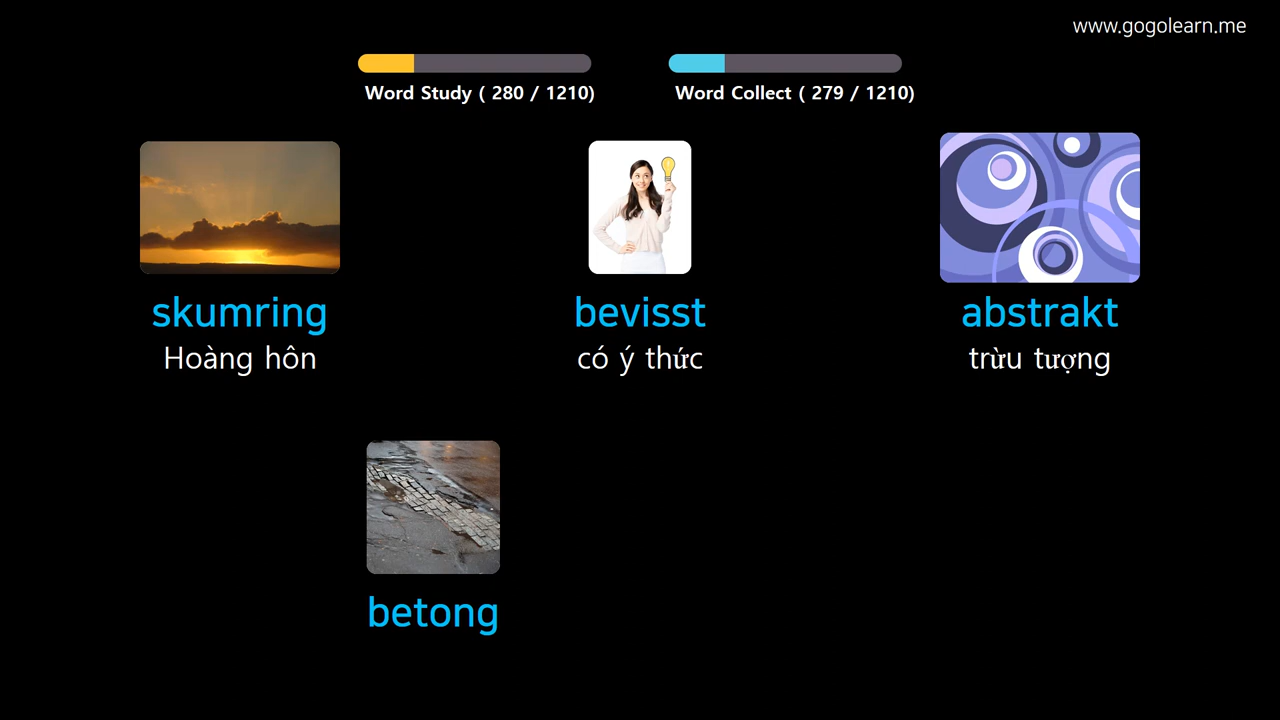 www.gogolearn.me
Word Study ( 280 / 1210)
Word Collect ( 279 / 1210)
skumring
bevisst
abstrakt
Hoàng hôn
có ý thức
trừu tượng
betong